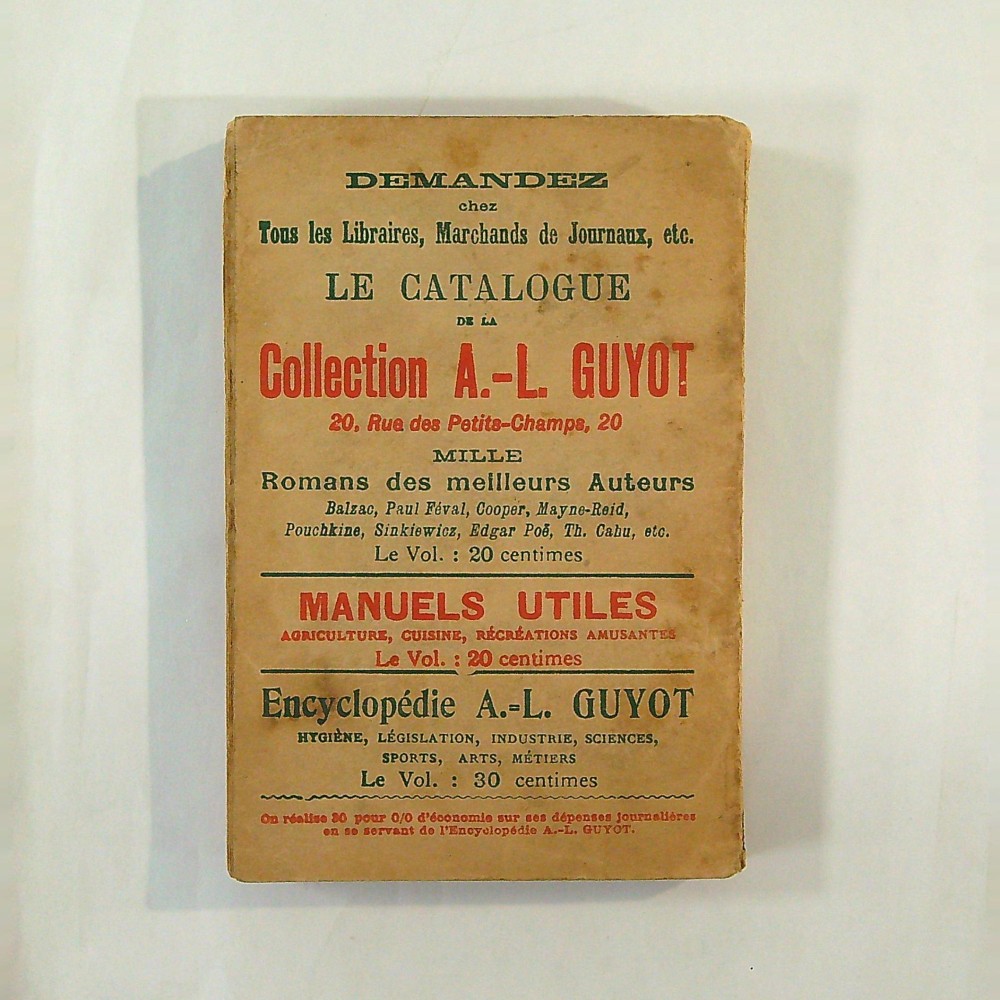 DEMANDEZ
chez
Tous les Libraires, Marchands de Journaux, etc.
LE CATALOGUE
DE LA
Collection A.-L. GUYOT
20, Rue des Petits-Champs, 20
MILLE
Romans des meilleurs Auteurs
Balzac, Paul Féval, Cooper, Mayne-Reid,
Pouchkine, Sinkiewicz, Edgar Poë, Th. Cahu, etc.
Le Vol. : 20 centimes
MANUELS UTILES
AGRICULTURE, CUISINE, RÉCRÉATIONS AMUSANTES
Le Vol. : 20 centimes
Encyclopédie A.-L. GUYOT
HYGIÈNE, LÉGISLATION, INDUSTRIE, SCIENCES,
SPORTS, ARTS, MÉTIERS
Le Vol. : 30 centimes
On réalise 30 pour 0/0 d'économie sur ses dépenses journalières
en se servant de l'Encyclopédie A.-L. GUYOT.